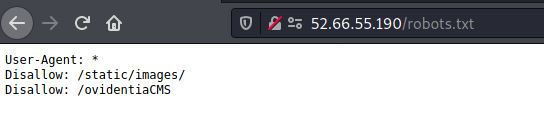 52.66.55.190/robots.txt
User-Agent: *
Disallow: /static/images/
Disallow: /ovidentiaCMS